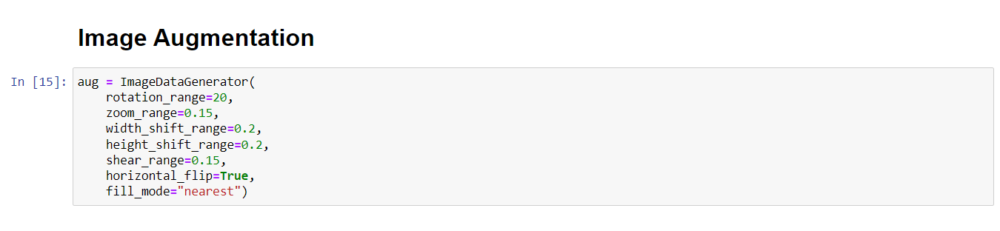 Image Augmentation
In [15]: aug = ImageDataGenerator(
    rotation_range=20,
    zoom_range=0.15,
    width_shift_range=0.2,
    height_shift_range=0.2,
    shear_range=0.15,
    horizontal_flip=True,
    fill_mode="nearest")